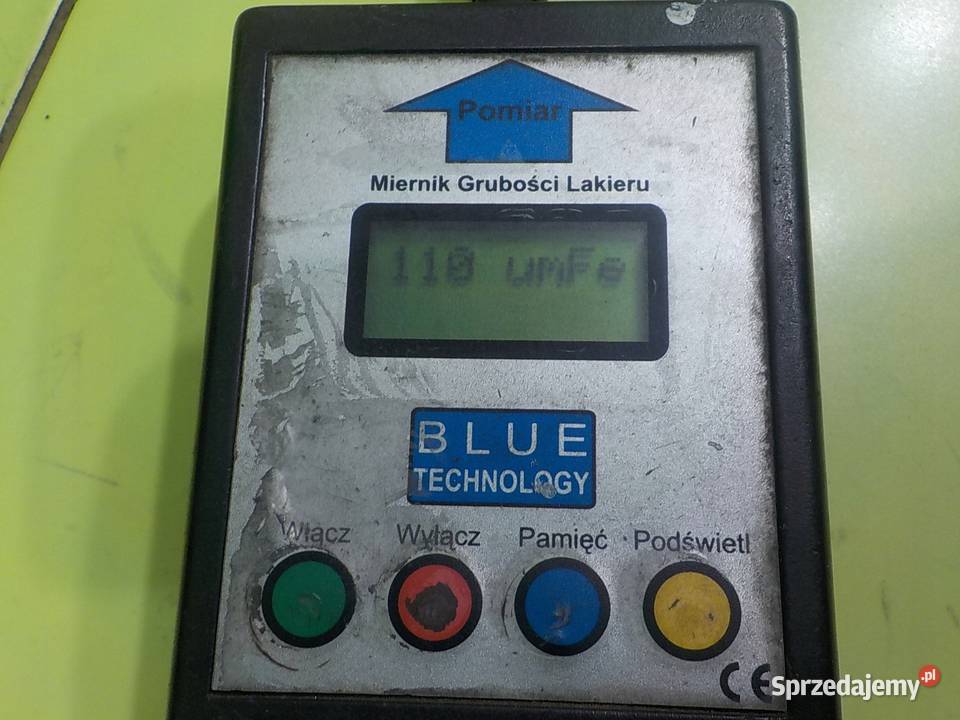 Pomiar
Miernik Grubości Lakieru
110 umFe
BLUE
TECHNOLOGY
Włącz Wyłącz Pamięć Podświetl
CE
Sprzedajemy.pl